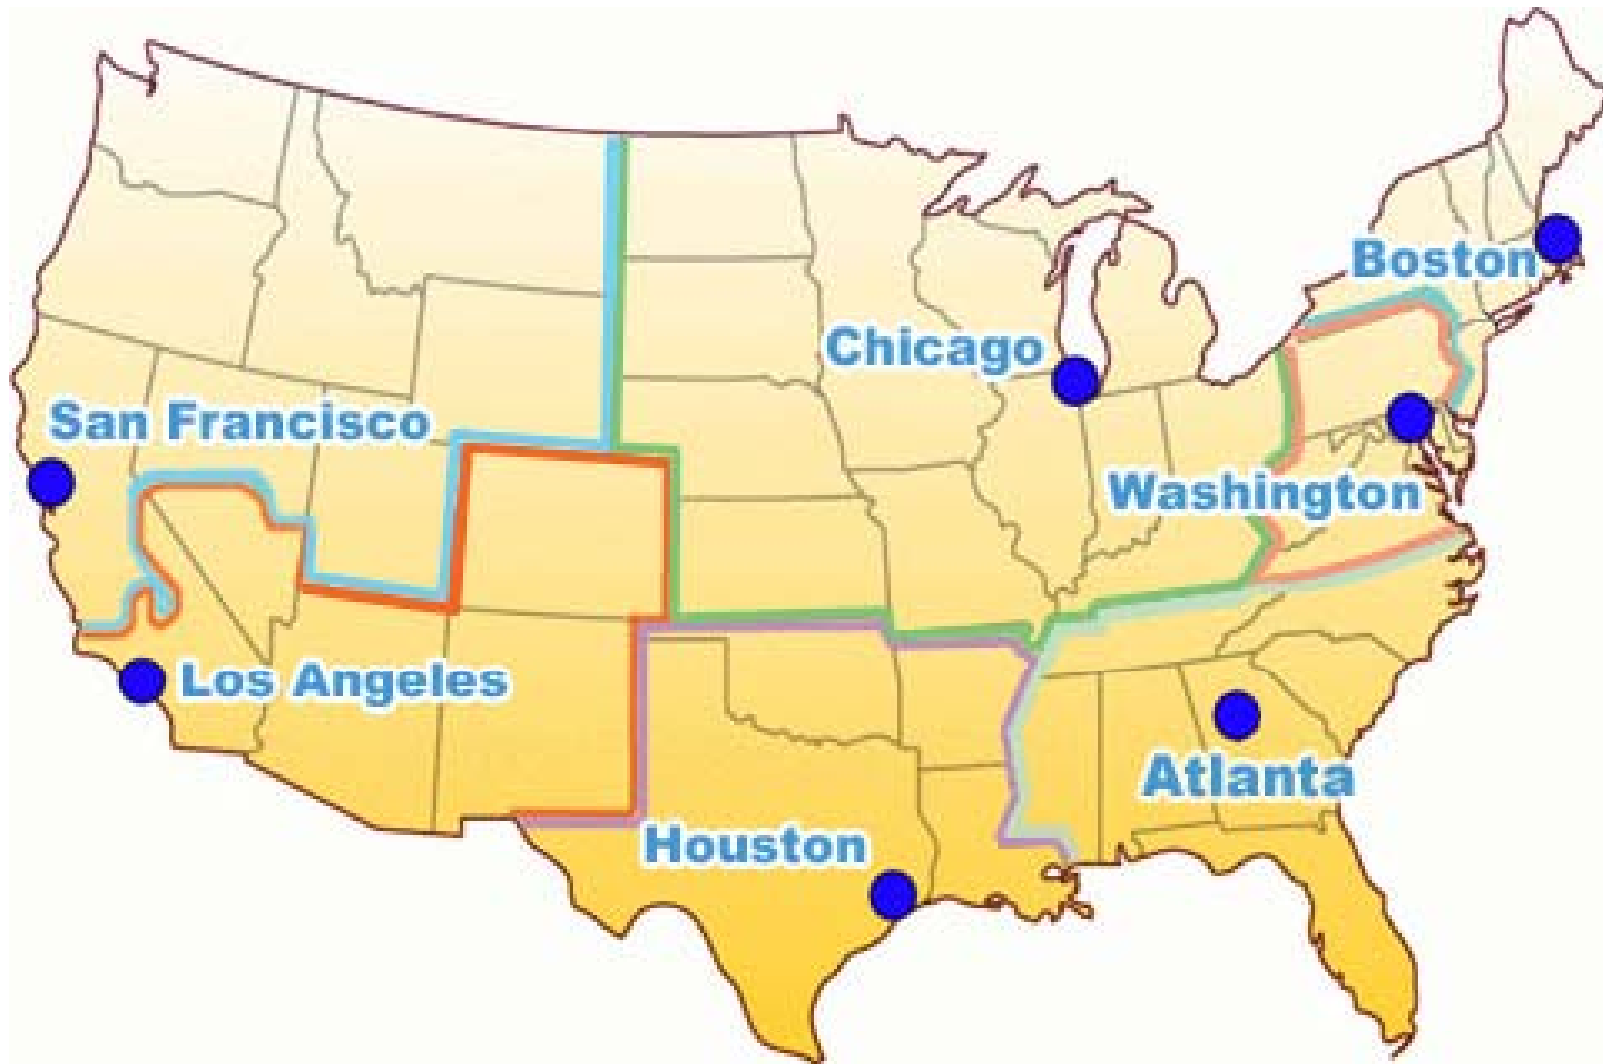 Boston
Chicago
San Francisco
Washington
Los Angeles
Atlanta
Houston